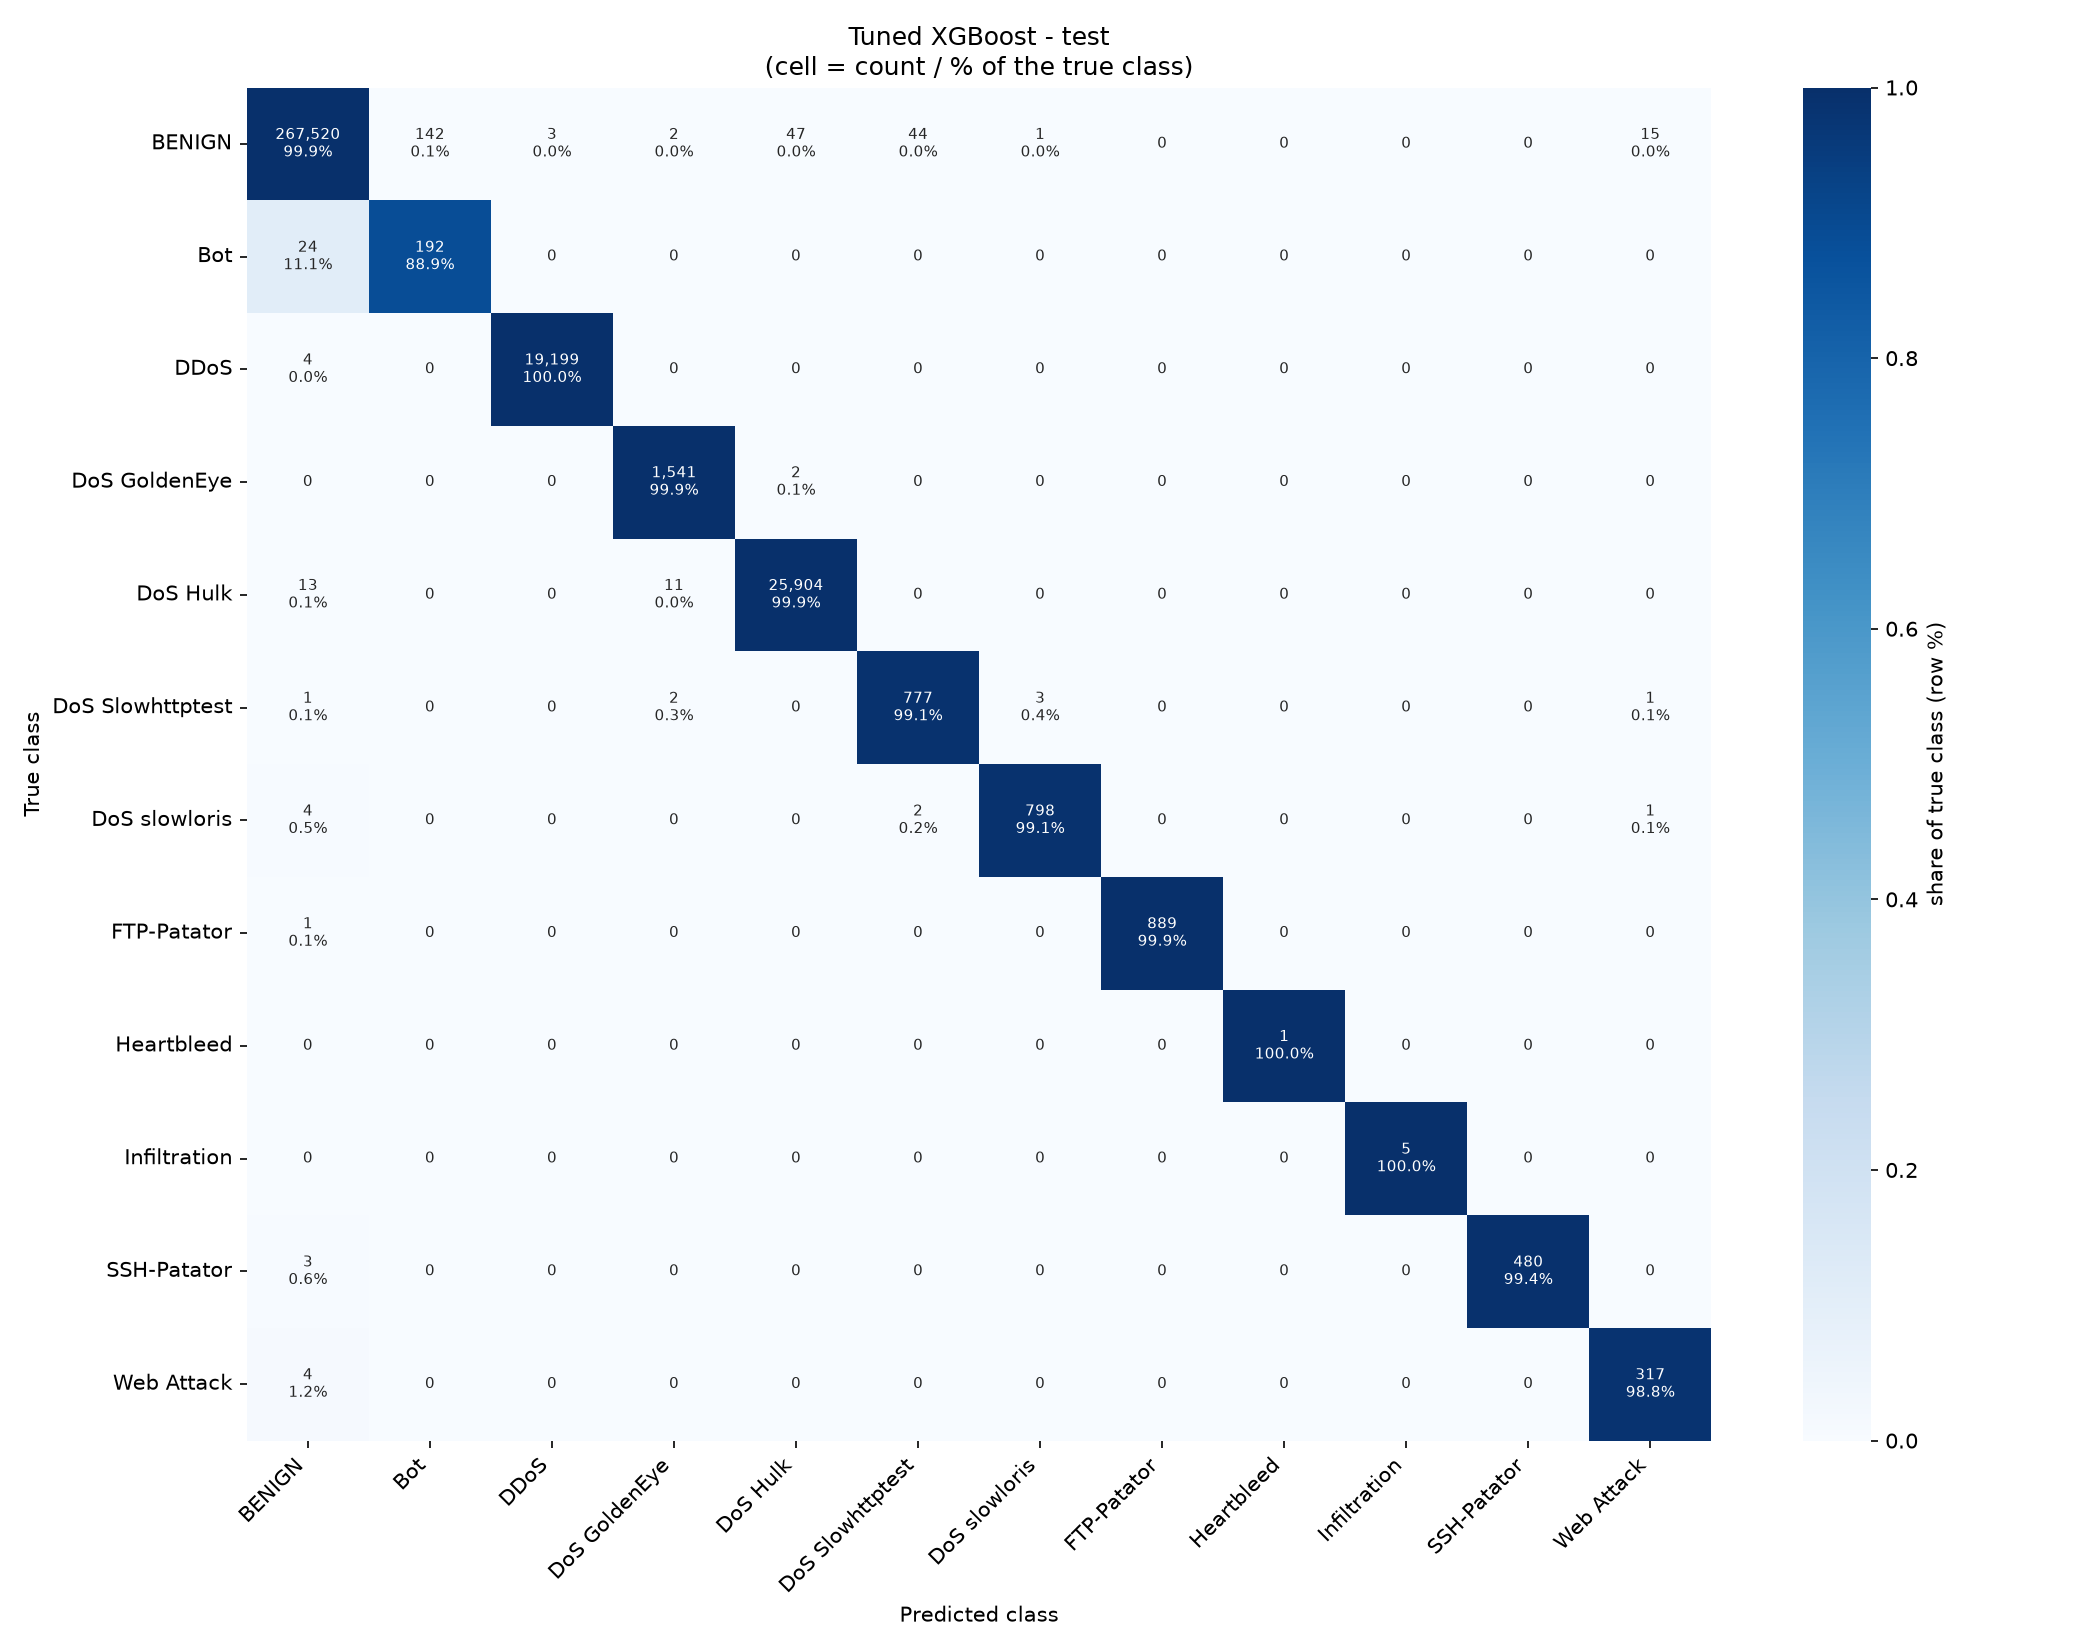 Tuned XGBoost - test
(cell = count / % of the true class)
BENIGN
267,520 142 3 2 47 44 1 0 0 0 0 15
99.9% 0.1% 0.0% 0.0% 0.0% 0.0% 0.0% 0.0%
Bot
24 192 0 0 0 0 0 0 0 0 0 0
11.1% 88.9%
DDoS
4 0 19,199 0 0 0 0 0 0 0 0 0
0.0% 100.0%
DoS GoldenEye
0 0 0 1,541 2 0 0 0 0 0 0 0
99.9% 0.1%
DoS Hulk
13 0 0 11 25,904 0 0 0 0 0 0 0
0.1% 0.0% 99.9%
DoS Slowhttptest
1 0 0 2 0 777 3 0 0 0 0 1
0.1% 0.3% 99.1% 0.4% 0.1%
DoS slowloris
4 0 0 0 0 2 798 0 0 0 0 1
0.5% 0.2% 99.1% 0.1%
FTP-Patator
1 0 0 0 0 0 0 889 0 0 0 0
0.1% 99.9%
Heartbleed
0 0 0 0 0 0 0 0 1 0 0 0
100.0%
Infiltration
0 0 0 0 0 0 0 0 0 5 0 0
100.0%
SSH-Patator
3 0 0 0 0 0 0 0 0 0 480 0
0.6% 99.4%
Web Attack
4 0 0 0 0 0 0 0 0 0 0 317
1.2% 98.8%
True class
BENIGN
Bot
DDoS
DoS GoldenEye
DoS Hulk
DoS Slowhttptest
DoS slowloris
FTP-Patator
Heartbleed
Infiltration
SSH-Patator
Web Attack
Predicted class
1.0
0.8
0.6
0.4
0.2
0.0
share of true class (row %)